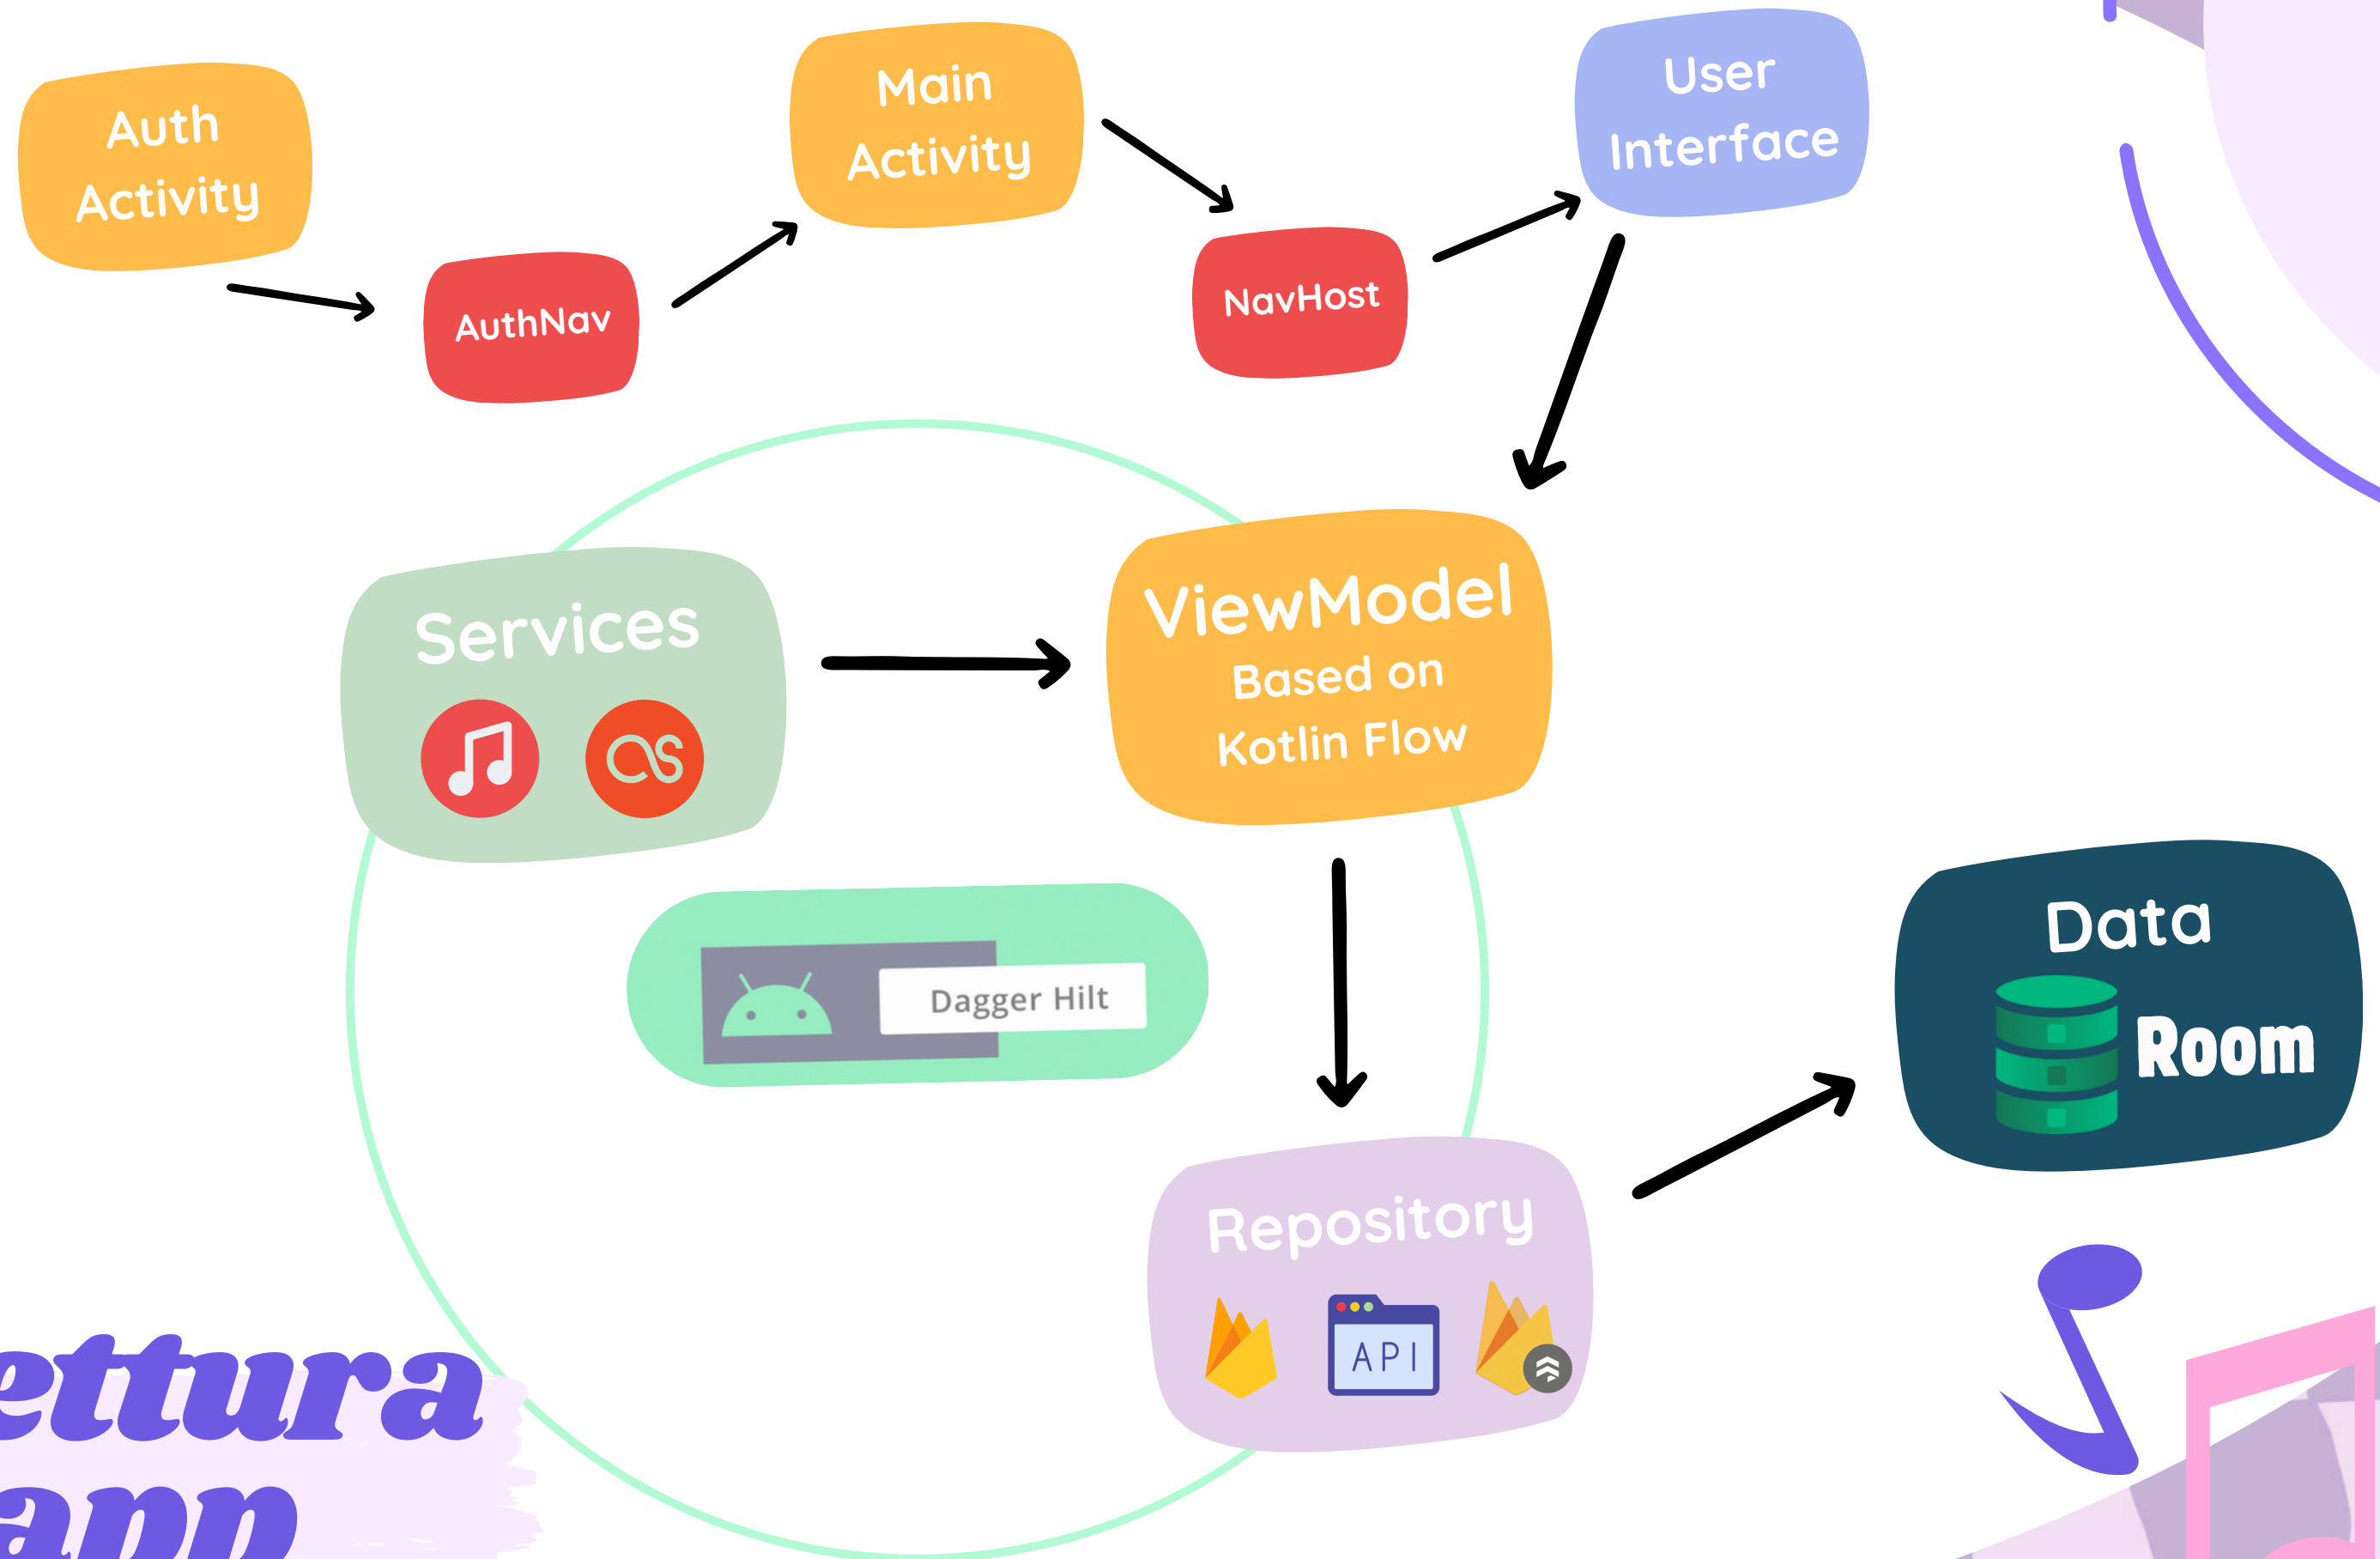 Auth
Activity
AuthNav
Main
Activity
NavHost
User
Interface
Services
ViewModel
Based on
Kotlin Flow
Dagger Hilt
Data
Room
Repository
API
ettura
app